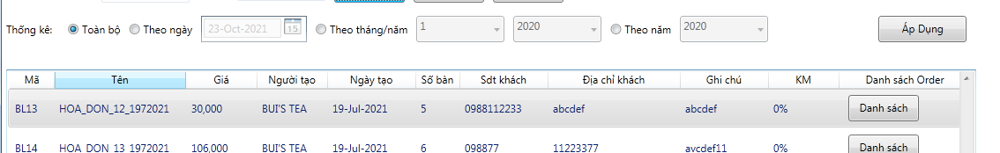 Thống kê: Toàn bộ Theo ngày 23-Oct-2021 15 Theo tháng/năm 1 2020 Theo năm 2020 Áp Dụng
Mã Tên Giá Người tạo Ngày tạo Số bàn Sdt khách Địa chỉ khách Ghi chú KM Danh sách Order
BL13 HOA_DON_12_1972021 30,000 BUI'S TEA 19-Jul-2021 5 0988112233 abcdef abcdef 0% Danh sách
BL14 HOA_DON_13_1972021 106,000 BUI'S TEA 19-Jul-2021 6 098877 11223377 avcdef11 0% Danh sách